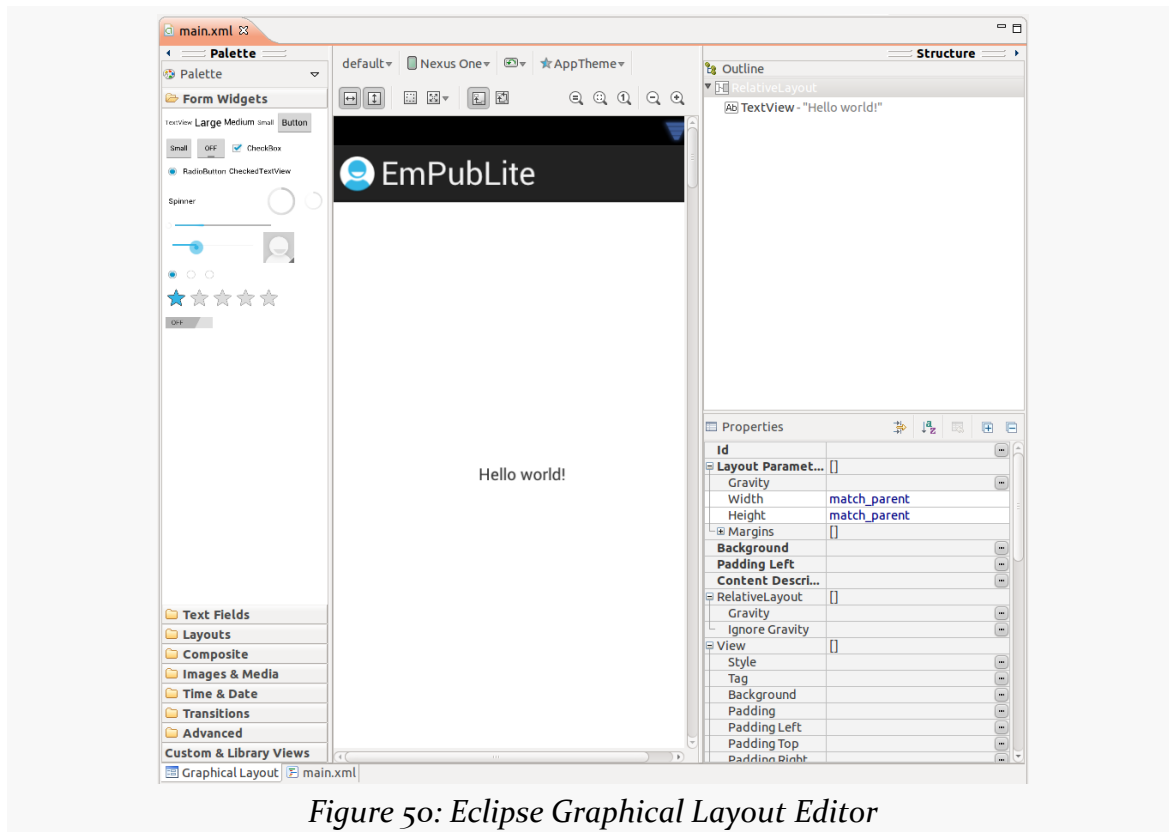 main.xml
Palette
Palette
Form Widgets
TextView Large Medium Small Button
Small OFF CheckBox
RadioButton CheckedTextView
Spinner
OFF
Text Fields
Layouts
Composite
Images & Media
Time & Date
Transitions
Advanced
Custom & Library Views
Graphical Layout main.xml
default Nexus One AppTheme
EmPubLite
Hello world!
Structure
Outline
RelativeLayout
Ab TextView - "Hello world!"
Properties
Id
Layout Paramet... []
Gravity
Width match_parent
Height match_parent
Margins []
Background
Padding Left
Content Descri...
RelativeLayout []
Gravity
Ignore Gravity
View []
Style
Tag
Background
Padding
Padding Left
Padding Top
Padding Right
Figure 50: Eclipse Graphical Layout Editor